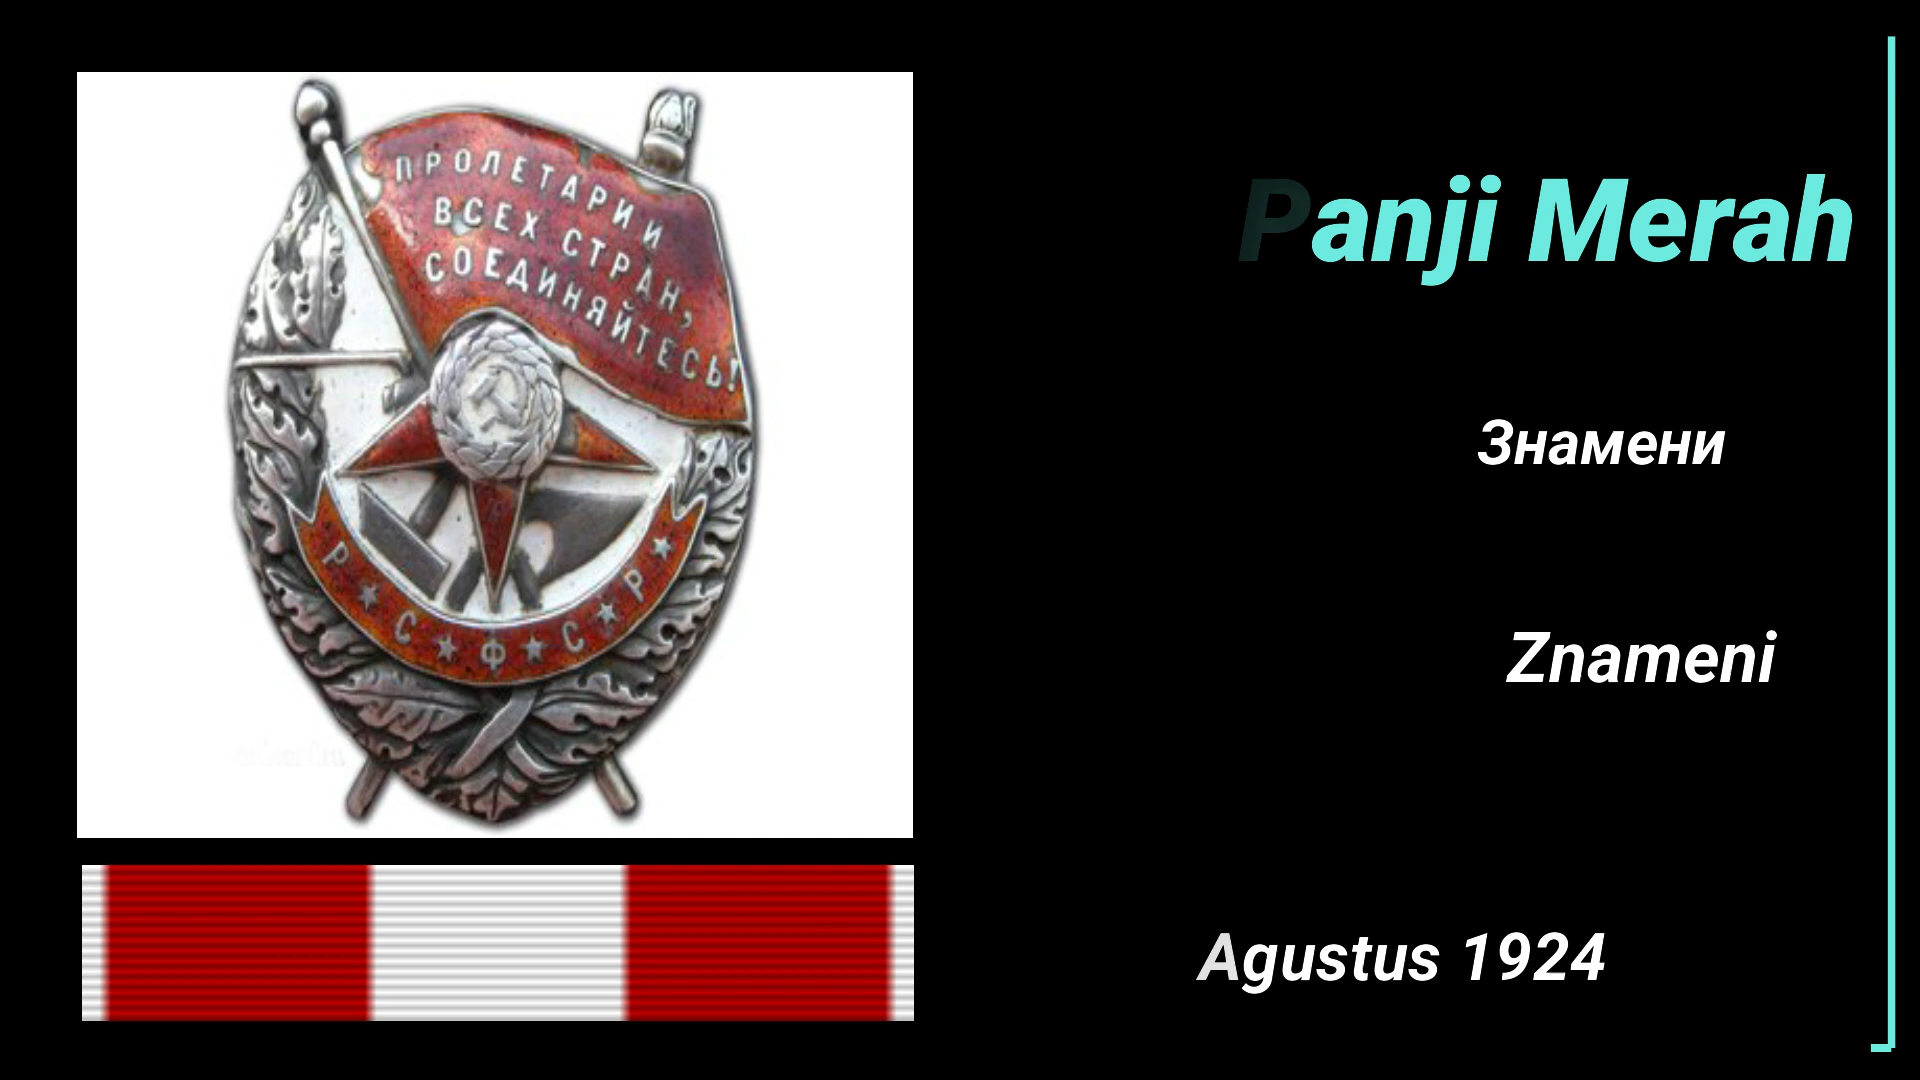 ПРОЛЕТАРИИ
ВСЕХ СТРАН,
СОЕДИНЯЙТЕСЬ!
Р★С★Ф★С★Р★
Panji Merah
Знамени
Znameni
Agustus 1924